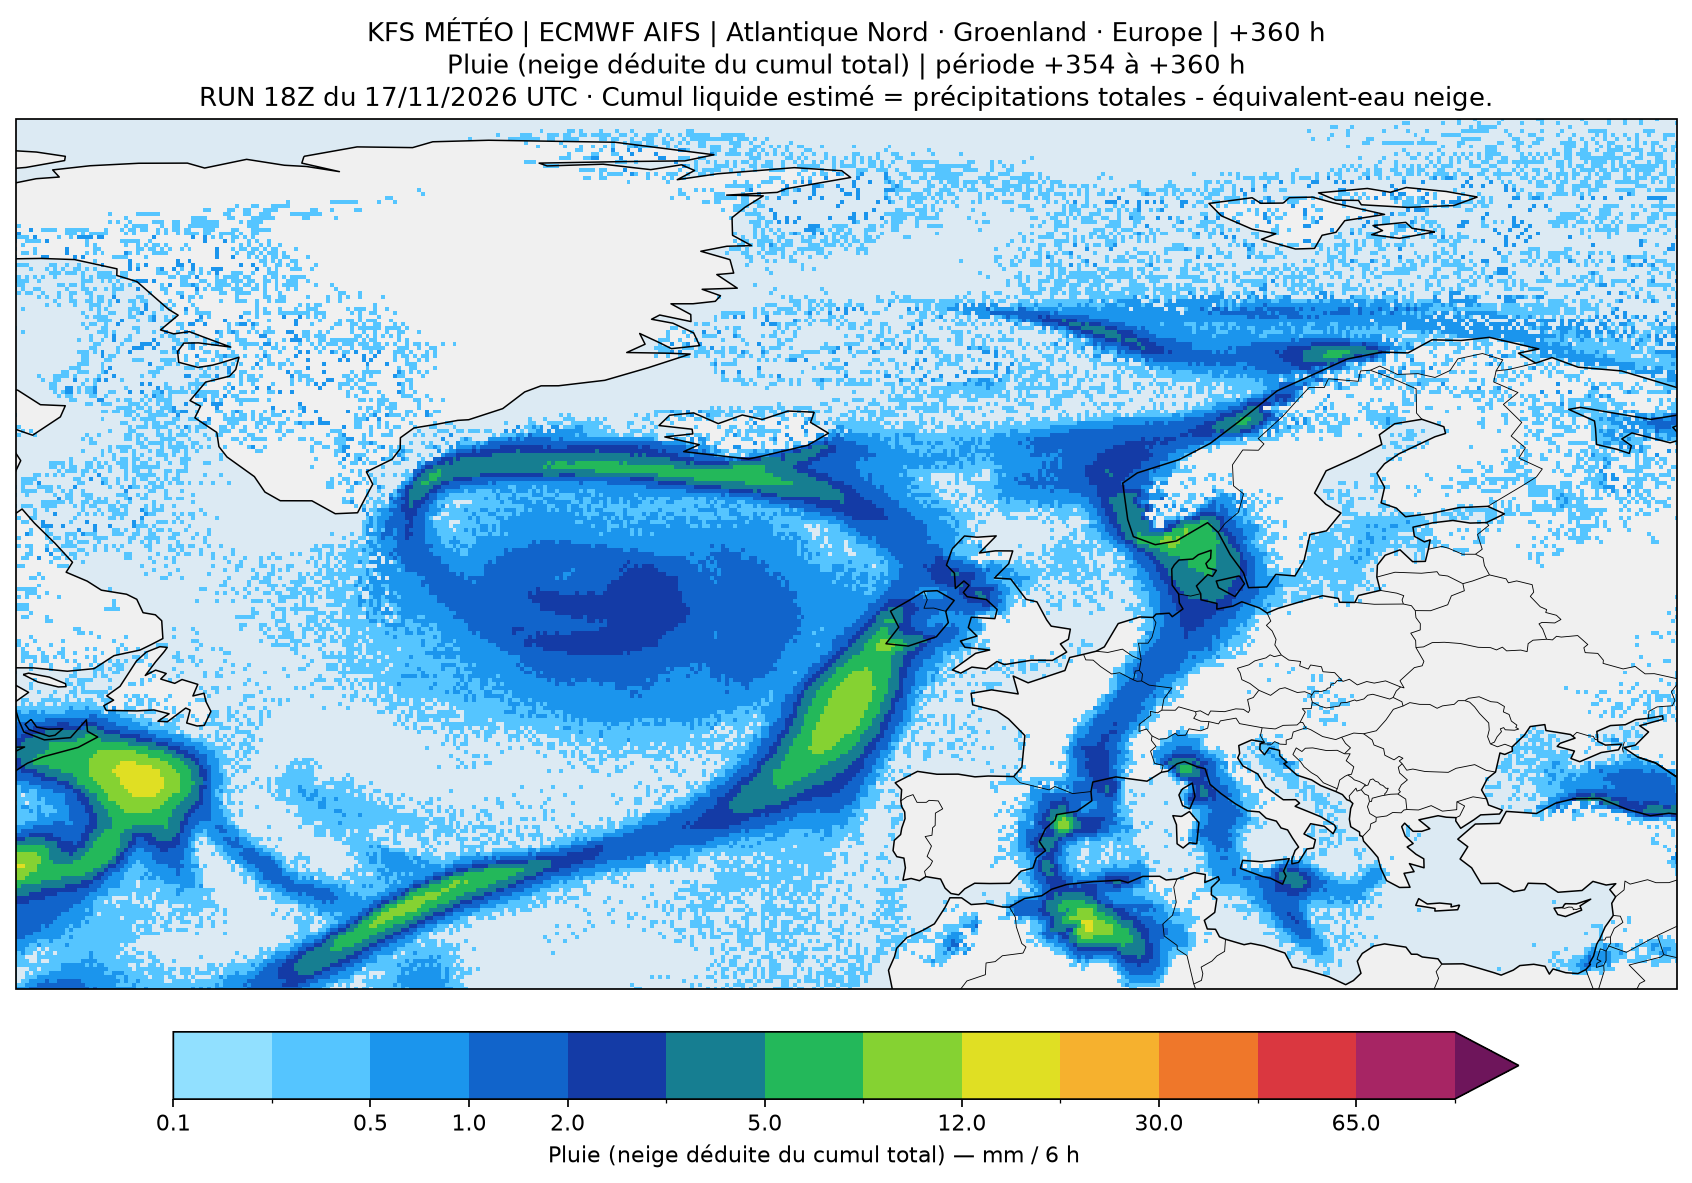 KFS MÉTÉO | ECMWF AIFS | Atlantique Nord · Groenland · Europe | +360 h
Pluie (neige déduite du cumul total) | période +354 à +360 h
RUN 18Z du 17/11/2026 UTC · Cumul liquide estimé = précipitations totales - équivalent-eau neige.
0.1 0.5 1.0 2.0 5.0 12.0 30.0 65.0
Pluie (neige déduite du cumul total) — mm / 6 h